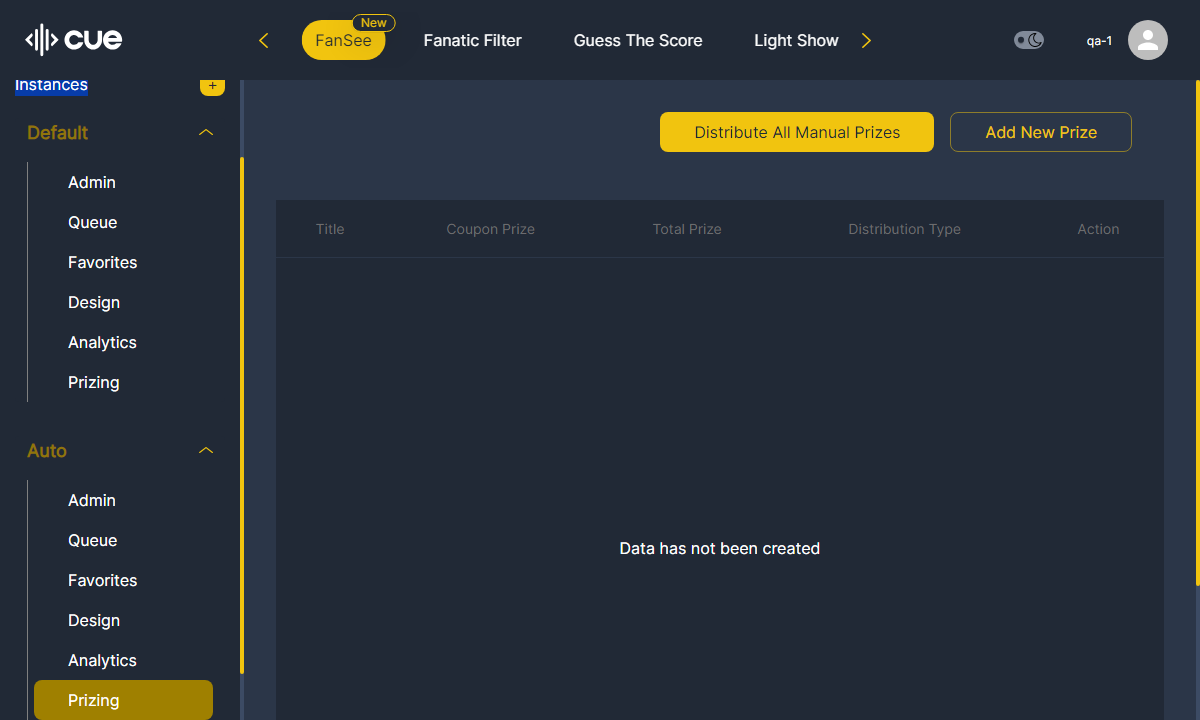 cue
FanSee
New
Fanatic Filter
Guess The Score
Light Show
qa-1
Instances
+
Default
Admin
Queue
Favorites
Design
Analytics
Prizing
Auto
Admin
Queue
Favorites
Design
Analytics
Prizing
Distribute All Manual Prizes
Add New Prize
Title Coupon Prize Total Prize Distribution Type Action
Data has not been created